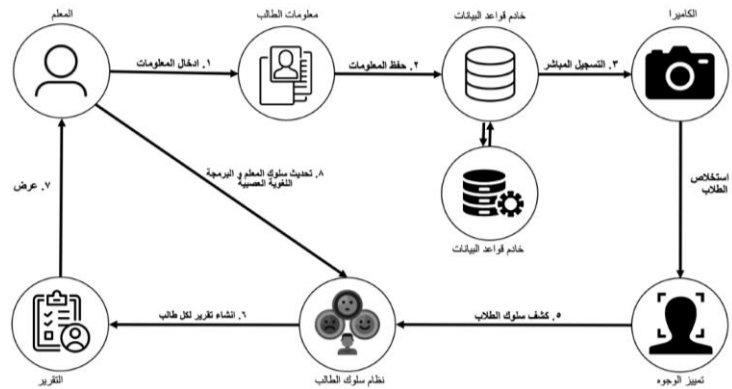 المعلم
معلومات الطالب
خادم قواعد البيانات
الكاميرا
١. ادخال المعلومات
٢. حفظ المعلومات
٣. التسجيل المباشر
استخلاص
الطلاب
خادم قواعد البيانات
٨. تحديث سلوك المعلم و البرمجة
اللغوية العصبية
٧. عرض
٦. انشاء تقرير لكل طالب
٥. كشف سلوك الطلاب
التقرير
نظام سلوك الطالب
تمييز الوجوه